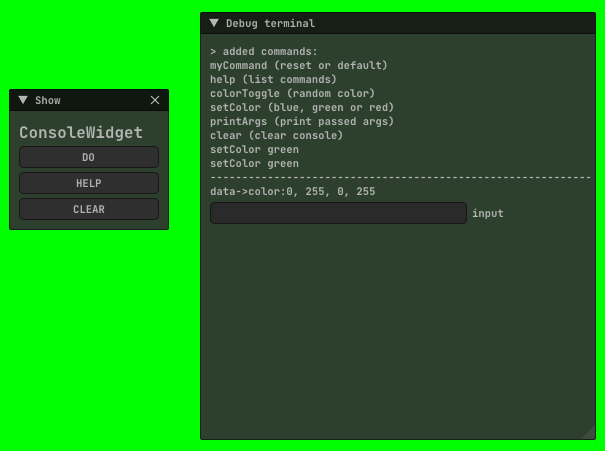 Show
ConsoleWidget
DO
HELP
CLEAR
Debug terminal
> added commands:
myCommand (reset or default)
help (list commands)
colorToggle (random color)
setColor (blue, green or red)
printArgs (print passed args)
clear (clear console)
setColor green
setColor green
------------------------------------------------------------
data->color:0, 255, 0, 255
input